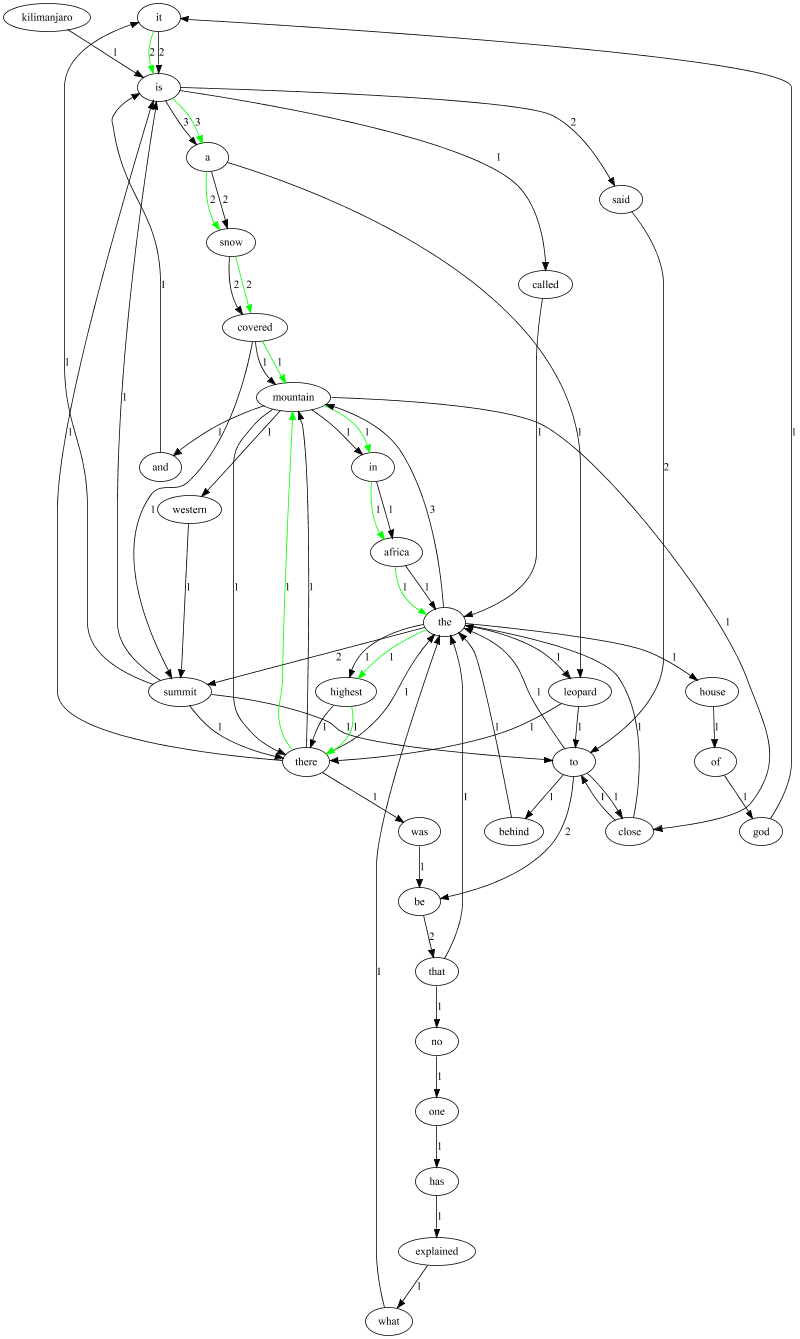 kilimanjaro
it
1
2
2
is
3
3
2
1
a
said
2
2
snow
called
2
2
1
covered
1
1
mountain
1
1
1
1
1
1
1
1
and
in
2
western
1
1
1
3
africa
1
1
1
1
1
1
the
1
2
1
1
1
1
summit
highest
leopard
house
1
1
1
1
1
1
1
1
1
there
to
of
1
1
1
1
1
1
2
1
was
behind
close
god
1
be
2
that
1
1
no
1
one
1
has
1
explained
1
1
what